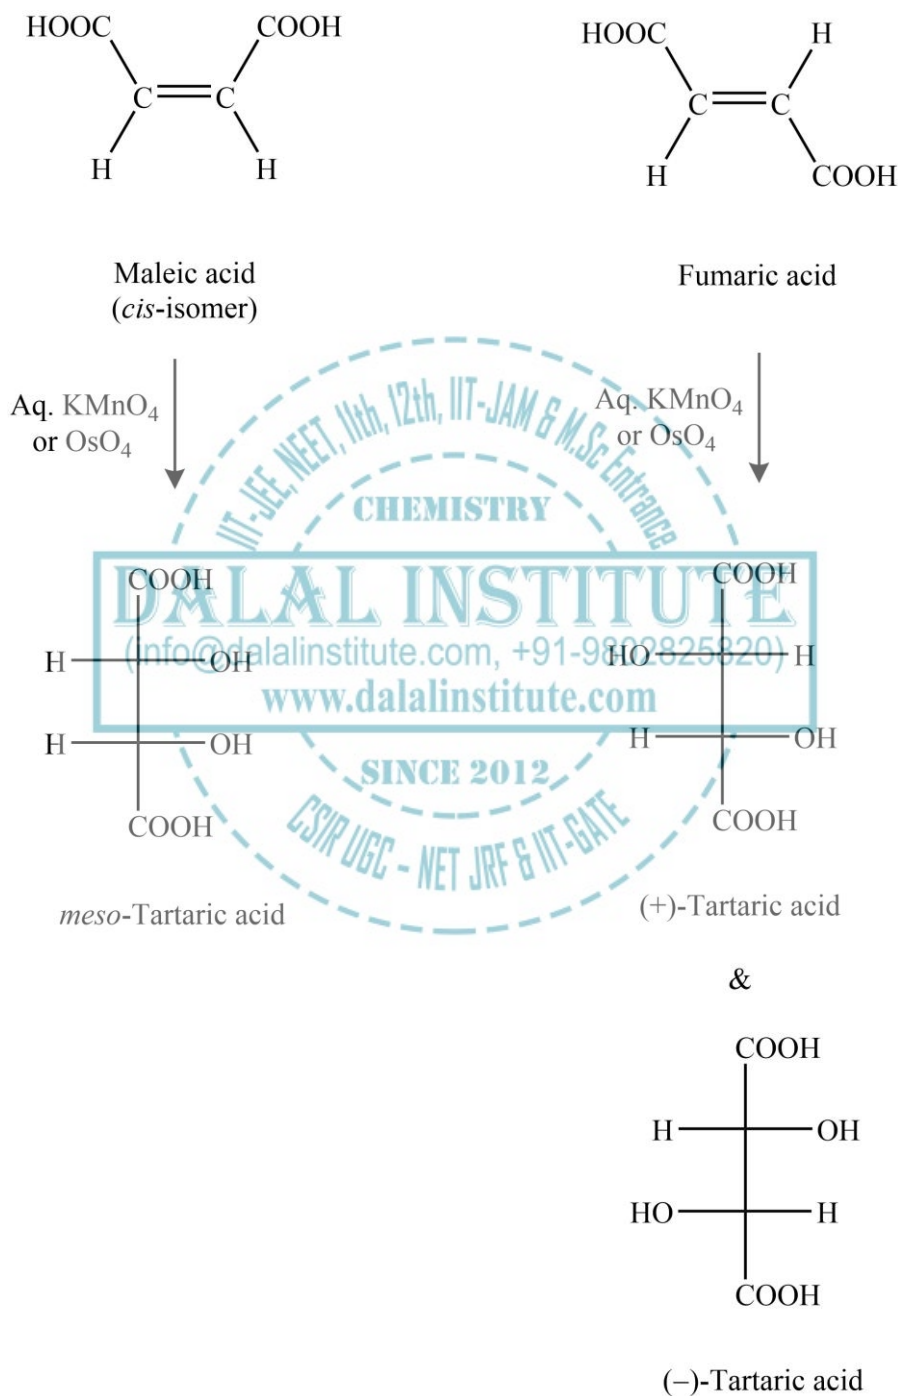 HOOC COOH
C C
H H
Maleic acid
(cis-isomer)
Aq. KMnO₄
or OsO₄
COOH
H OH
H OH
COOH
meso-Tartaric acid
HOOC H
C C
H COOH
Fumaric acid
Aq. KMnO₄
or OsO₄
COOH
HO H
H OH
COOH
(+)-Tartaric acid
&
COOH
H OH
HO H
COOH
(–)-Tartaric acid
IIT-JEE, NEET, 11th, 12th, IIT-JAM & M.Sc Entrance
CHEMISTRY
DALAL INSTITUTE
(info@dalalinstitute.com, +91-9802825820)
www.dalalinstitute.com
SINCE 2012
CSIR UGC – NET JRF & IIT-GATE